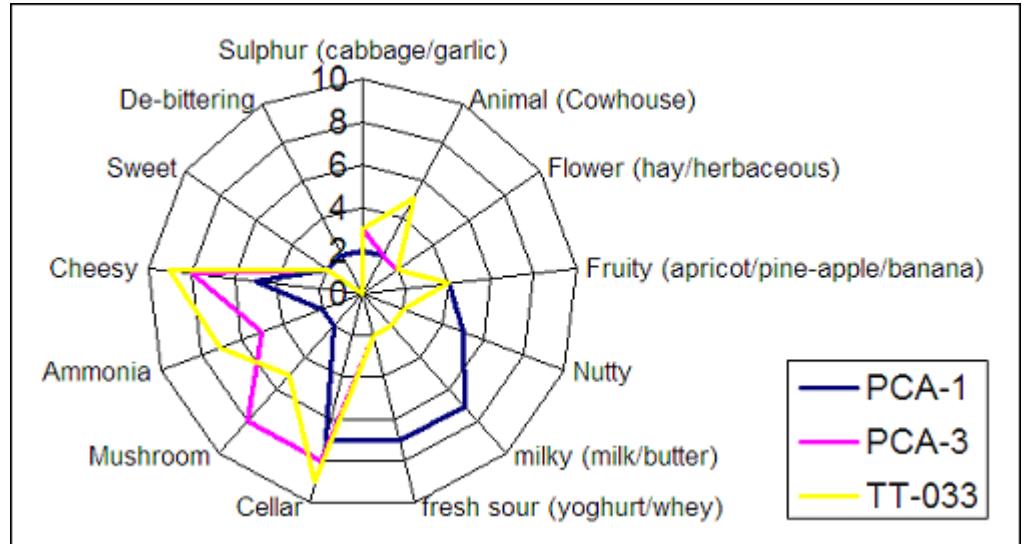 Sulphur (cabbage/garlic)
10
De-bittering
Animal (Cowhouse)
8
Sweet
6
Flower (hay/herbaceous)
4
2
Cheesy
0
Fruity (apricot/pine-apple/banana)
Ammonia
Nutty
Mushroom
milky (milk/butter)
Cellar
fresh sour (yoghurt/whey)
PCA-1
PCA-3
TT-033